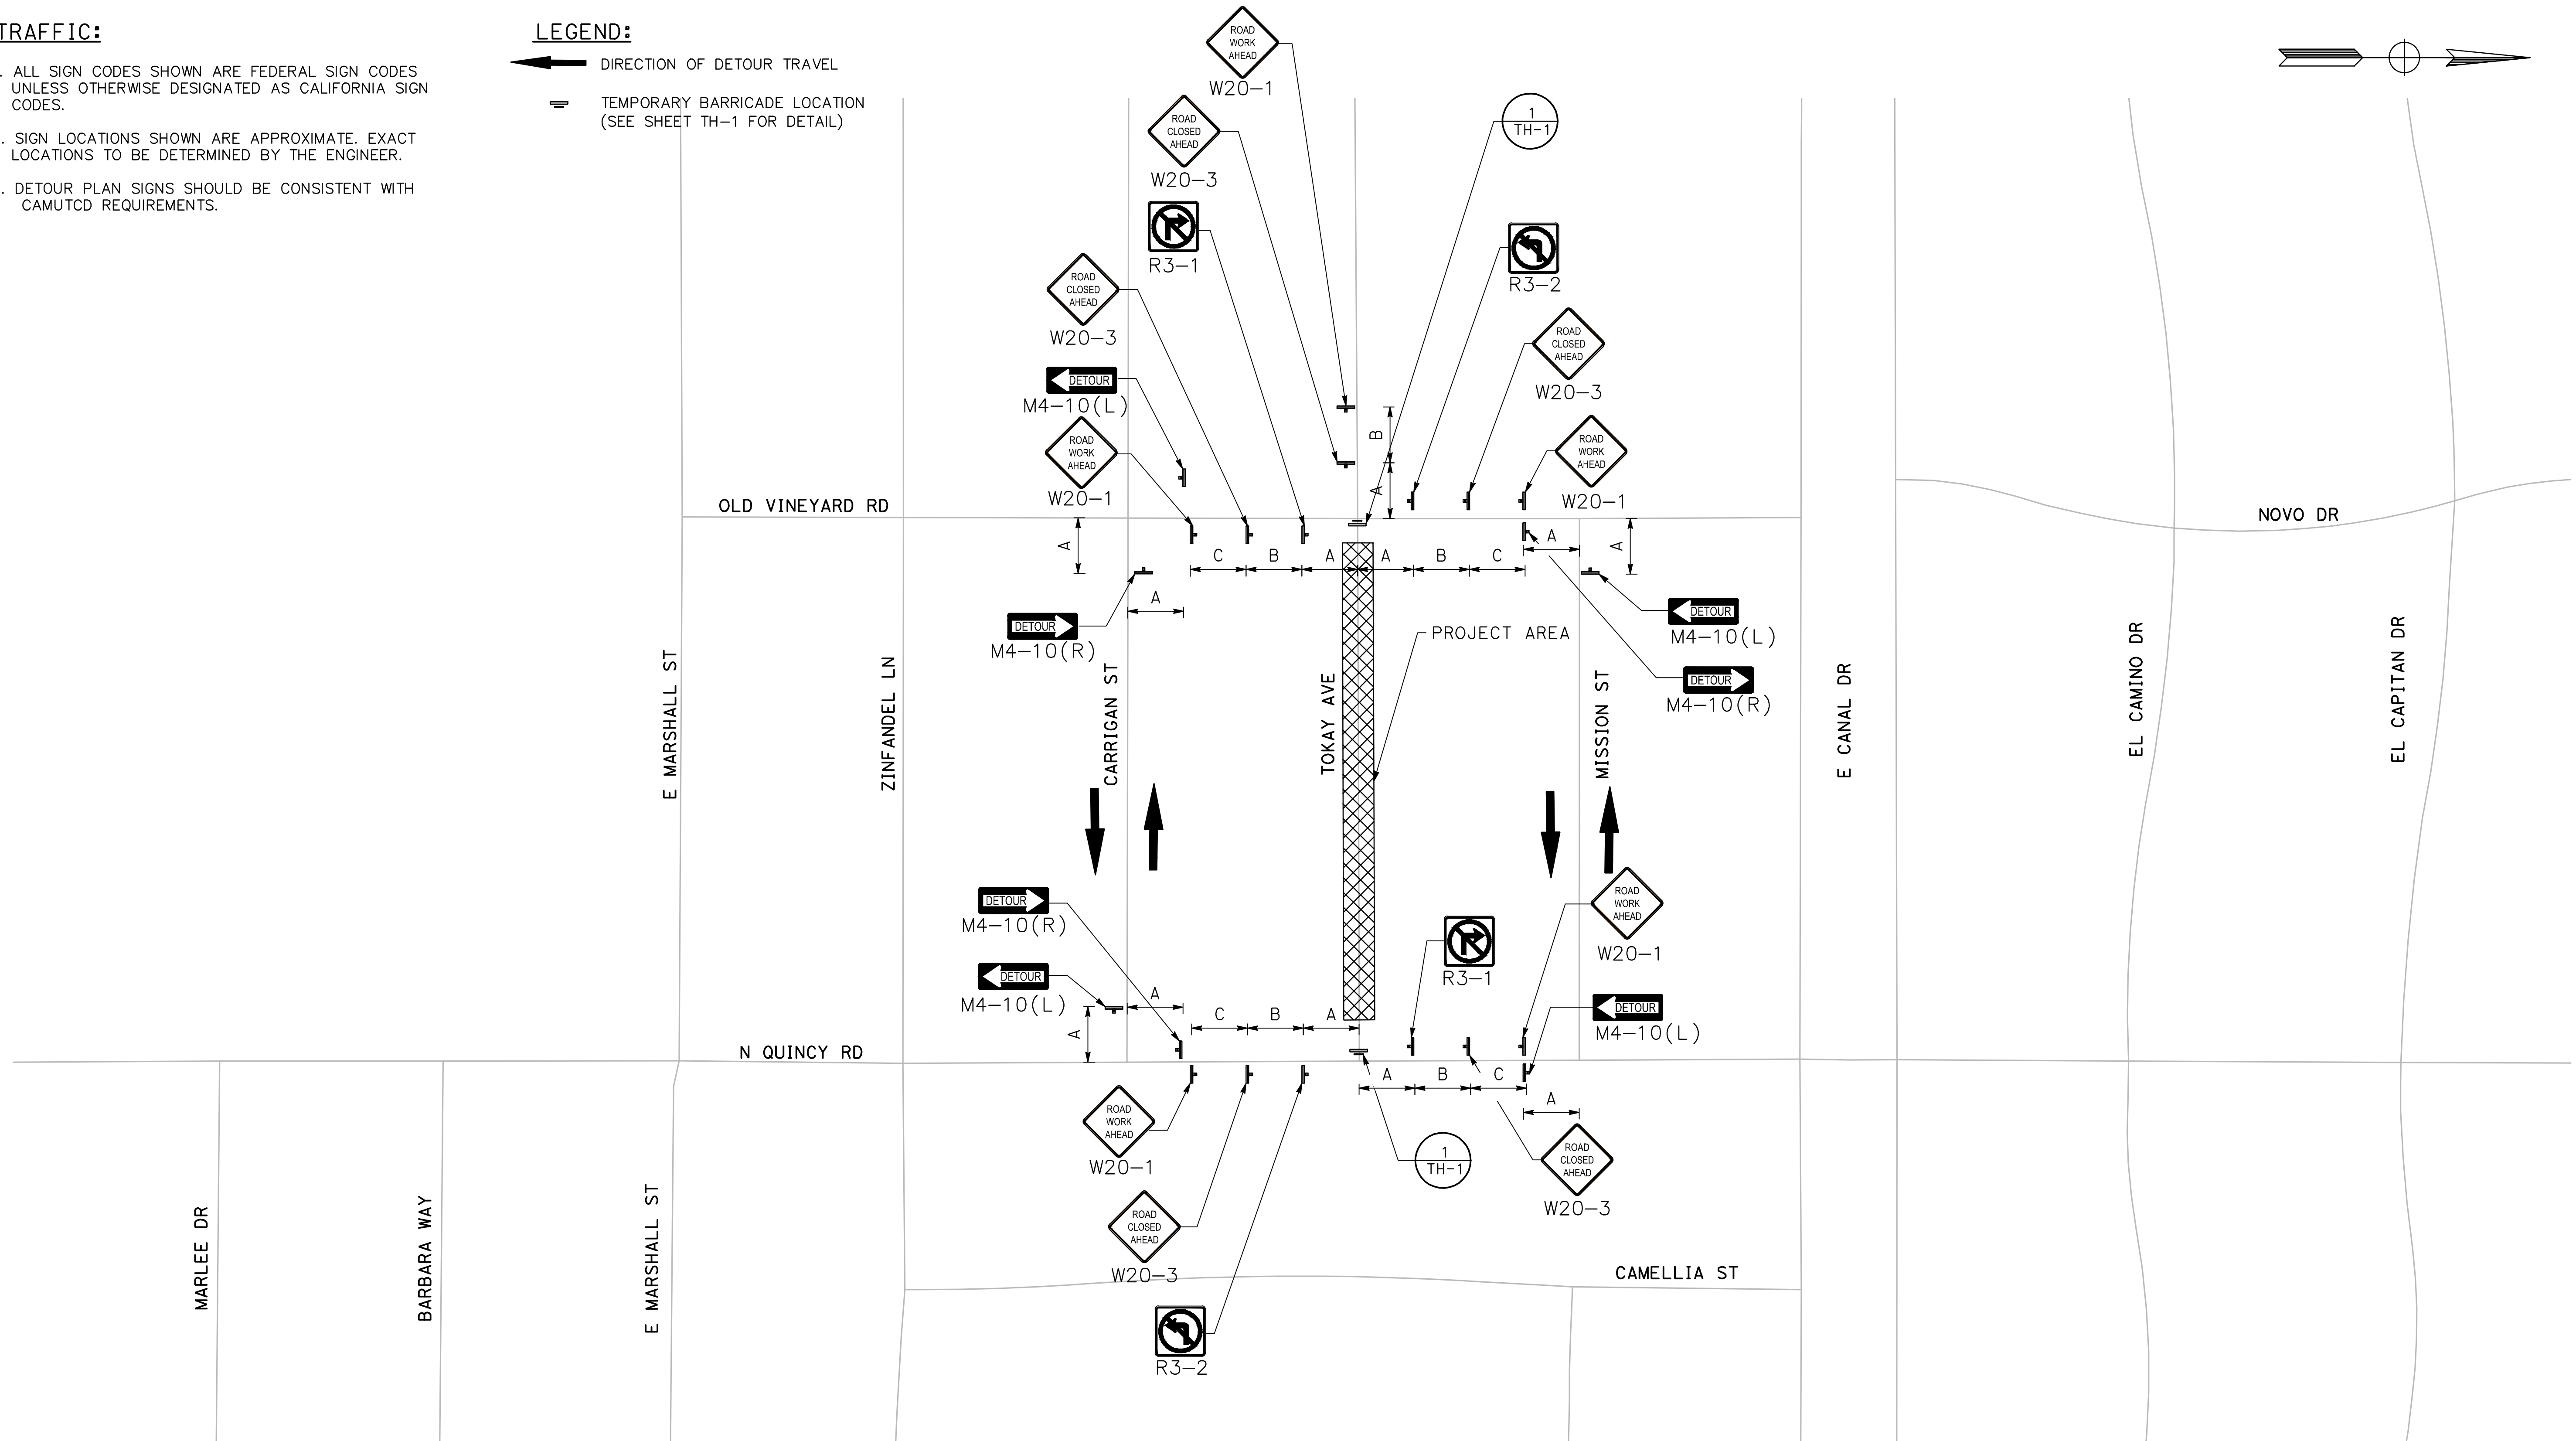 TRAFFIC:
. ALL SIGN CODES SHOWN ARE FEDERAL SIGN CODES
UNLESS OTHERWISE DESIGNATED AS CALIFORNIA SIGN
CODES.
. SIGN LOCATIONS SHOWN ARE APPROXIMATE. EXACT
LOCATIONS TO BE DETERMINED BY THE ENGINEER.
. DETOUR PLAN SIGNS SHOULD BE CONSISTENT WITH
CAMUTCD REQUIREMENTS.
LEGEND:
DIRECTION OF DETOUR TRAVEL
TEMPORARY BARRICADE LOCATION
(SEE SHEET TH-1 FOR DETAIL)
ROAD
WORK
AHEAD
W20-1
ROAD
CLOSED
AHEAD
W20-3
1
TH-1
R3-1
R3-2
ROAD
CLOSED
AHEAD
W20-3
ROAD
CLOSED
AHEAD
W20-3
DETOUR
M4-10(L)
ROAD
WORK
AHEAD
W20-1
B
A
ROAD
WORK
AHEAD
W20-1
OLD VINEYARD RD
NOVO DR
A
C
B
A
A
B
C
A
A
A
DETOUR
M4-10(R)
PROJECT AREA
DETOUR
M4-10(L)
DETOUR
M4-10(R)
E MARSHALL ST
ZINFANDEL LN
CARRIGAN ST
TOKAY AVE
MISSION ST
E CANAL DR
EL CAMINO DR
EL CAPITAN DR
DETOUR
M4-10(R)
DETOUR
M4-10(L)
ROAD
WORK
AHEAD
W20-1
R3-1
DETOUR
M4-10(L)
A
A
C
B
A
N QUINCY RD
A
B
C
A
ROAD
WORK
AHEAD
W20-1
1
TH-1
ROAD
CLOSED
AHEAD
W20-3
ROAD
CLOSED
AHEAD
W20-3
R3-2
MARLEE DR
BARBARA WAY
E MARSHALL ST
CAMELLIA ST